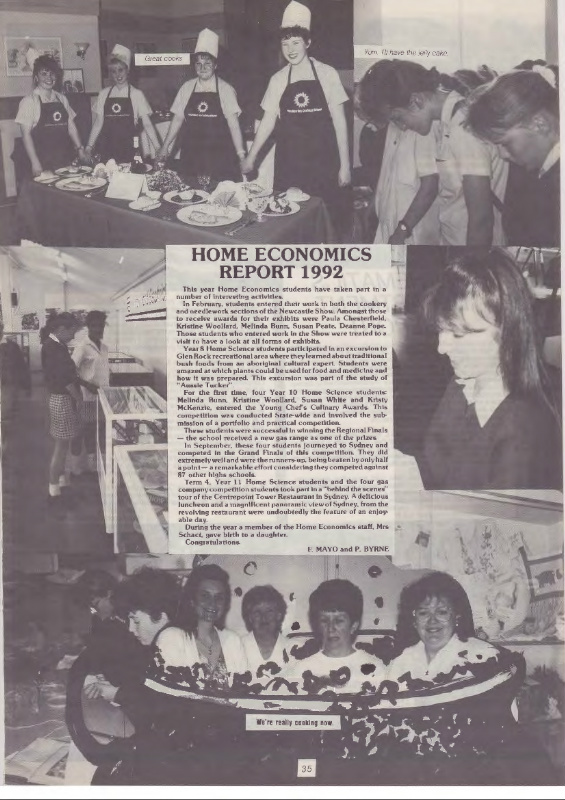 Great cooks
Yum, I'll have the jelly cake.
HOME ECONOMICS
REPORT 1992
This year Home Economics students have taken part in a
number of interesting activities.
In February, students entered their work in both the cookery
and needlework sections of the Newcastle Show. Amongst those
to receive awards for their exhibits were Paula Chesterfield,
Kristine Woollard, Melinda Bunn, Susan Peate, Deanne Pope.
Those students who entered work in the Show were treated to a
visit to have a look at all forms of exhibits.
Year 8 Home Science students participated in an excursion to
Glen Rock recreational area where they learned about traditional
bush foods from an aboriginal cultural expert. Students were
amazed at which plants could be used for food and medicine and
how it was prepared. This excursion was part of the study of
"Aussie Tucker"
For the first time, four Year 10 Home Science students:
Melinda Bunn, Kristine Woollard, Susan White and Kristy
McKenzie, entered the Young Chef's Culinary Awards. This
competition was conducted State-wide and involved the sub-
mission of a portfolio and practical competition.
These students were successful in winning the Regional Finals
— the school received a new gas range as one of the prizes.
In September, these four students journeyed to Sydney and
competed in the Grand Finals of this competition. They did
extremely well and were the runners-up, being beaten by only half
a point — a remarkable effort considering they competed against
87 other highs schools.
Term 4, Year 11 Home Science students and the four gas
company competition students took part in a "behind the scenes"
tour of the Centrepoint Tower Restaurant in Sydney. A delicious
luncheon and a magnificent panoramic view of Sydney, from the
revolving restaurant were undoubtedly the feature of an enjoy-
able day.
During the year a member of the Home Economics staff, Mrs
Schact, gave birth to a daughter.
Congratulations.
E. MAYO and P. BYRNE
We're really cooking now.
35